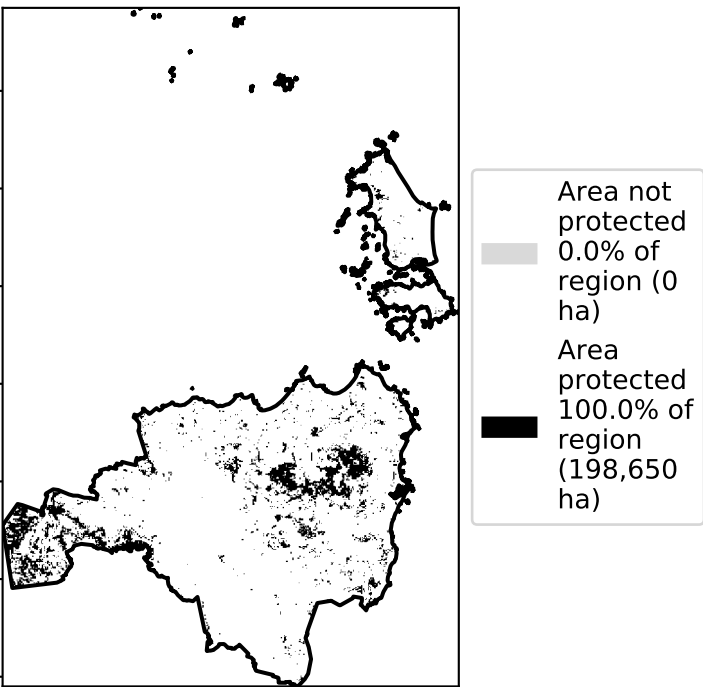 Area not
protected
0.0% of
region (0
ha)
Area
protected
100.0% of
region
(198,650
ha)